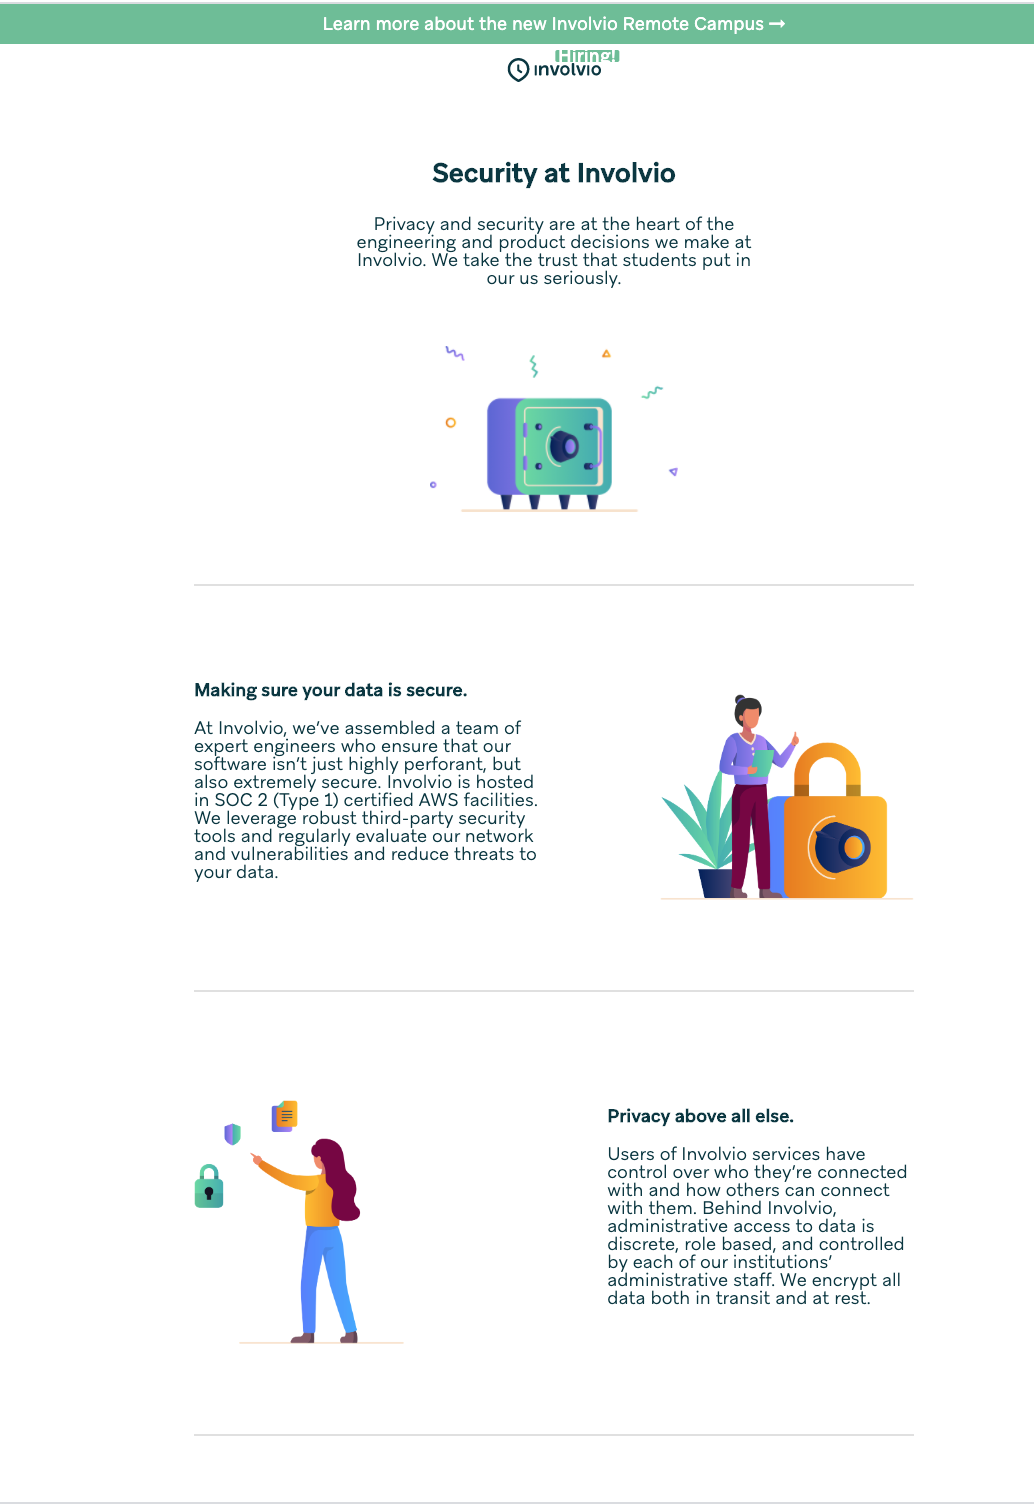 Learn more about the new Involvio Remote Campus →
Hiring!
involvio
Security at Involvio
Privacy and security are at the heart of the
engineering and product decisions we make at
Involvio. We take the trust that students put in
our us seriously.
Making sure your data is secure.
At Involvio, we’ve assembled a team of
expert engineers who ensure that our
software isn’t just highly perforant, but
also extremely secure. Involvio is hosted
in SOC 2 (Type 1) certified AWS facilities.
We leverage robust third-party security
tools and regularly evaluate our network
and vulnerabilities and reduce threats to
your data.
Privacy above all else.
Users of Involvio services have
control over who they’re connected
with and how others can connect
with them. Behind Involvio,
administrative access to data is
discrete, role based, and controlled
by each of our institutions’
administrative staff. We encrypt all
data both in transit and at rest.